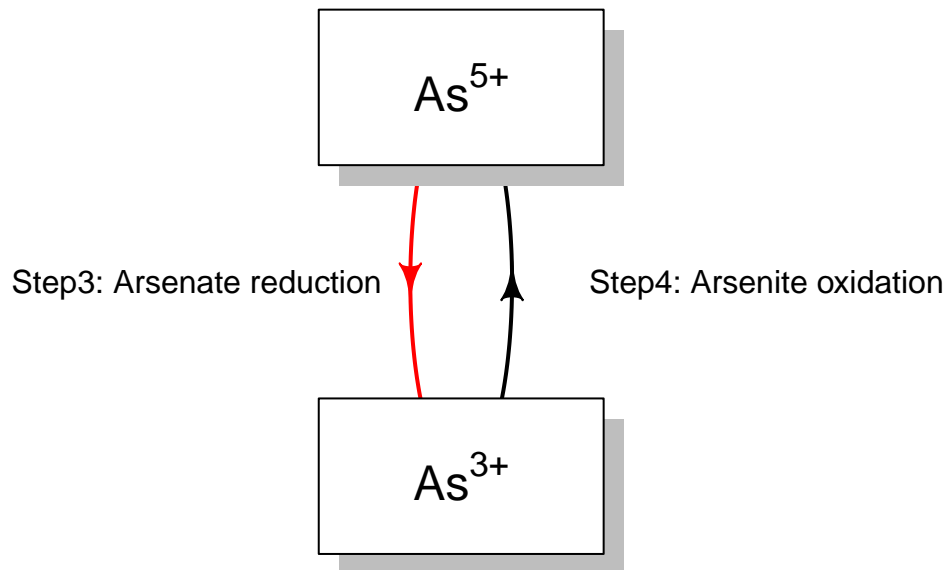 As⁵⁺
Step3: Arsenate reduction
Step4: Arsenite oxidation
As³⁺